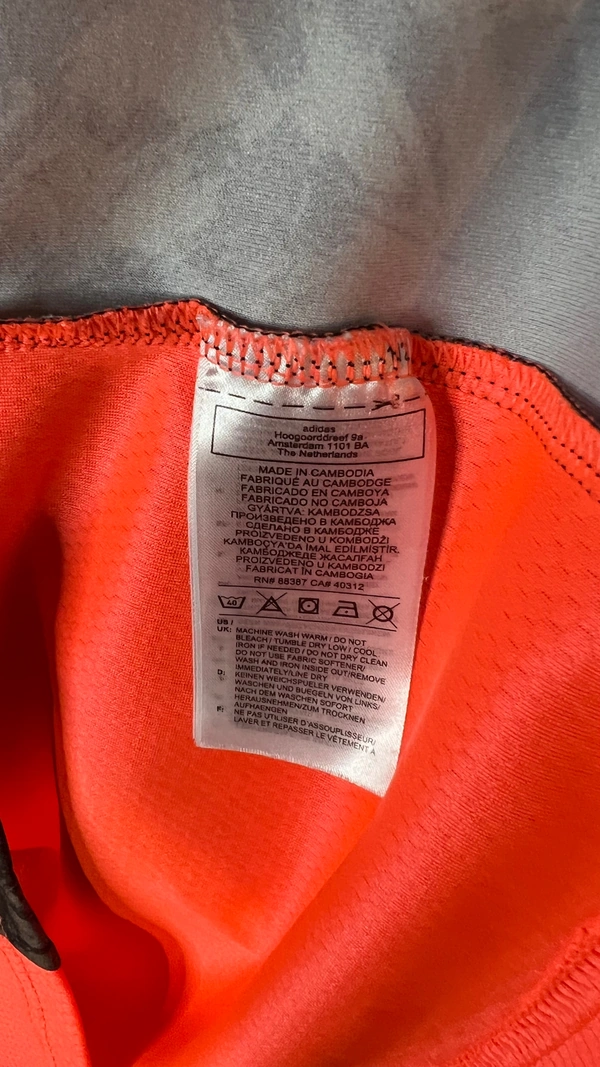 adidas
Hoogoorddreef 9a
Amsterdam 1101 BA
The Netherlands
MADE IN CAMBODIA
FABRIQUÉ AU CAMBODGE
FABRICADO EN CAMBOYA
FABRICADO NO CAMBOJA
GYÁRTVA: KAMBODZSA
ПРОИЗВЕДЕНО В КАМБОДЖА
СДЕЛАНО В КАМБОДЖЕ
PROIZVEDENO U KOMBODŽI
KAMBOÇYA'DA İMAL EDİLMİŞTİR.
КАМБОДЖЕДЕ ЖАСАЛҒАН
PROIZVEDENO U KAMBODZI
FABRICAT ÎN CAMBOGIA
RN# 88387 CA# 40312
40
US /
UK: MACHINE WASH WARM / DO NOT
BLEACH / TUMBLE DRY LOW / COOL
IRON IF NEEDED / DO NOT DRY CLEAN
DO NOT USE FABRIC SOFTENER/
WASH AND IRON INSIDE OUT/REMOVE
IMMEDIATELY/LINE DRY
D: KEINEN WEICHSPUELER VERWENDEN/
WASCHEN UND BUEGELN VON LINKS/
NACH DEM WASCHEN SOFORT
HERAUSNEHMEN/ZUM TROCKNEN
AUFHAENGEN
F: NE PAS UTILISER D'ASSOUPLISSEUR/
LAVER ET REPASSER LE VÊTEMENT À